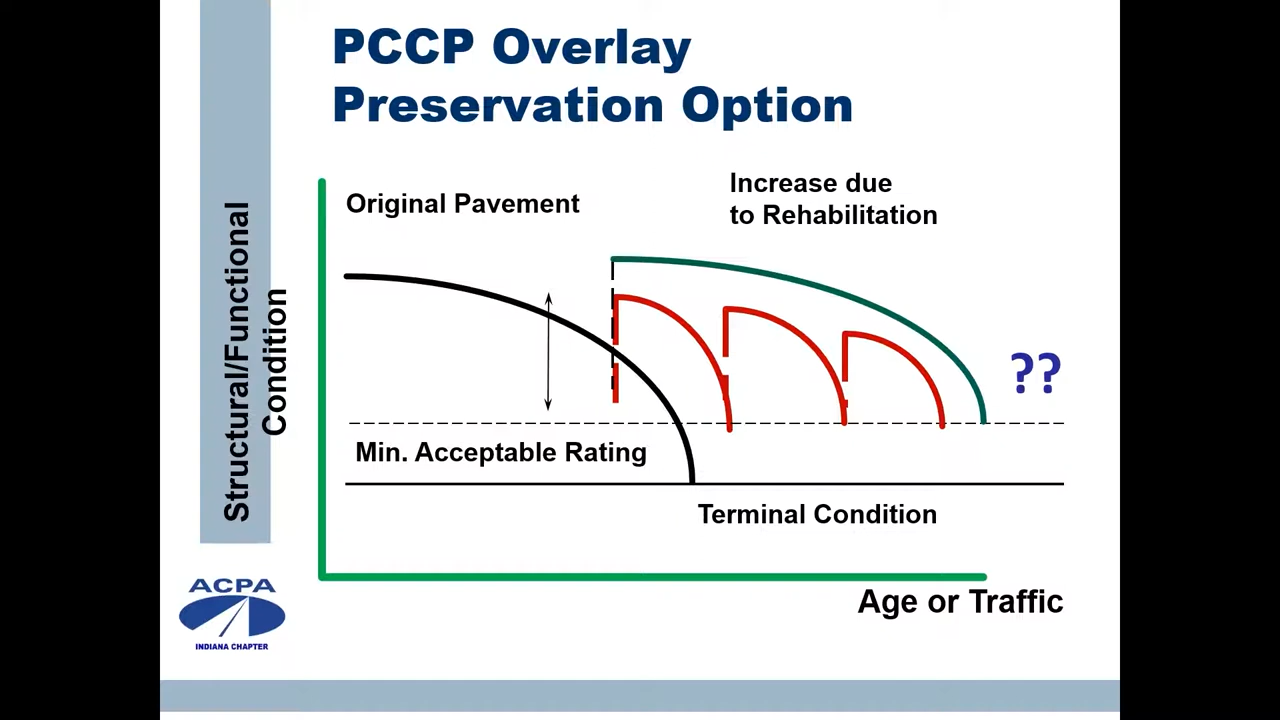 PCCP Overlay
Preservation Option
Original Pavement
Increase due
to Rehabilitation
Structural/Functional
Condition
??
Min. Acceptable Rating
Terminal Condition
Age or Traffic
ACPA
INDIANA CHAPTER